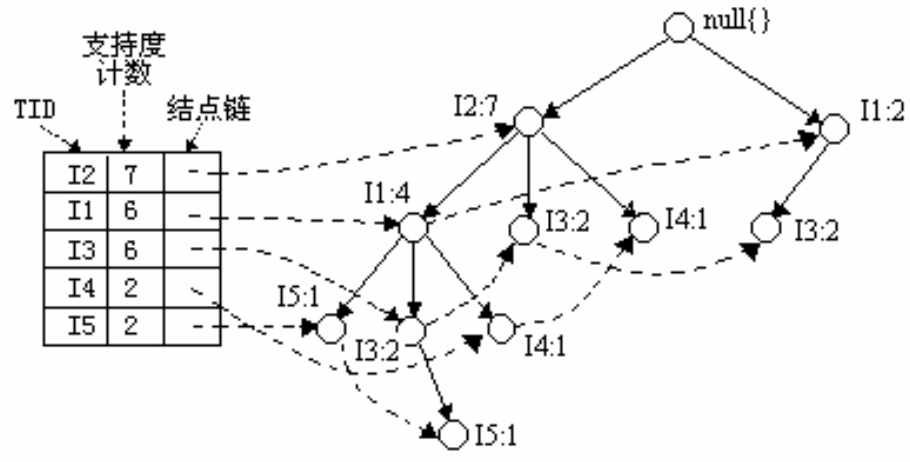 null{}
支持度
计数
TID
结点链
I2:7
I1:2
I2 7
I1 6
I3 6
I4 2
I5 2
I1:4
I3:2
I4:1
I3:2
I5:1
I3:2
I4:1
I5:1